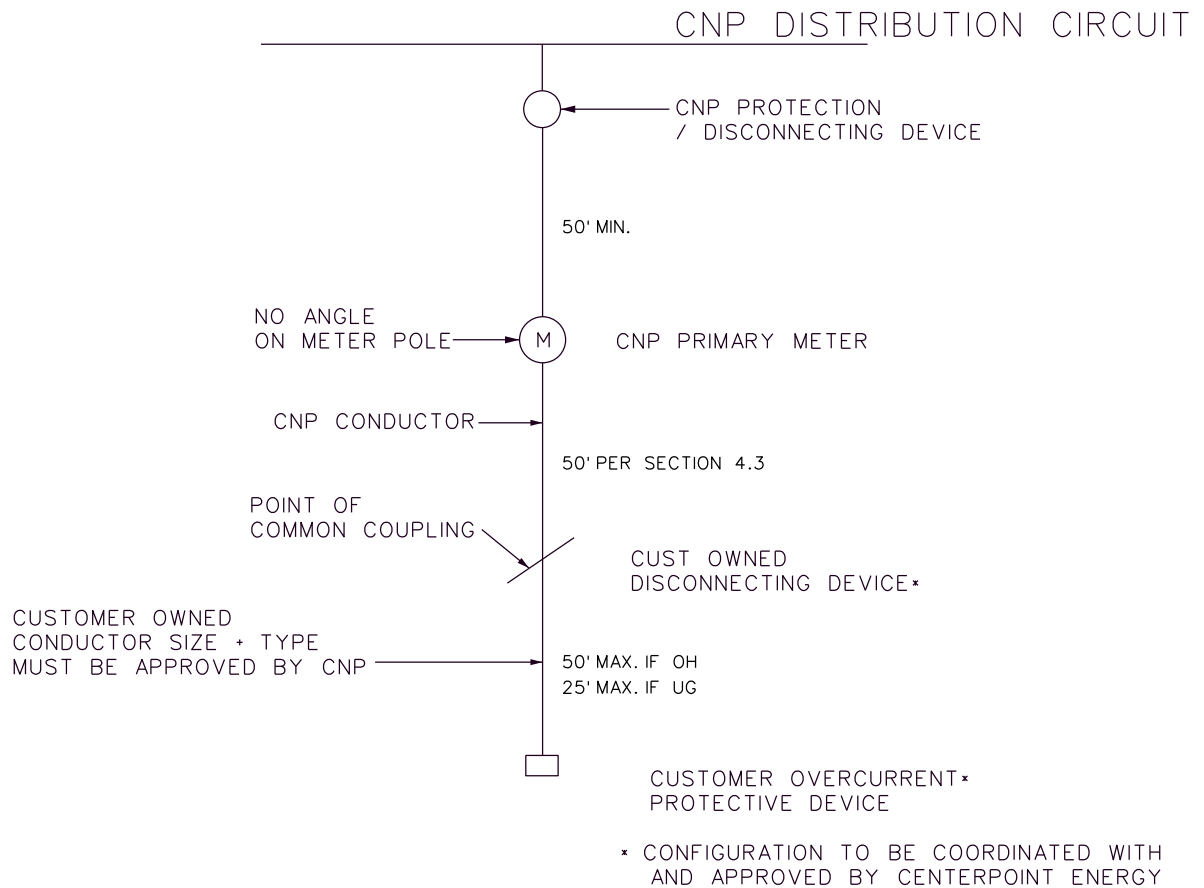 CNP DISTRIBUTION CIRCUIT
CNP PROTECTION
/ DISCONNECTING DEVICE
50' MIN.
NO ANGLE
ON METER POLE
M
CNP PRIMARY METER
CNP CONDUCTOR
50' PER SECTION 4.3
POINT OF
COMMON COUPLING
CUST OWNED
DISCONNECTING DEVICE*
CUSTOMER OWNED
CONDUCTOR SIZE + TYPE
MUST BE APPROVED BY CNP
50' MAX. IF OH
25' MAX. IF UG
CUSTOMER OVERCURRENT*
PROTECTIVE DEVICE
* CONFIGURATION TO BE COORDINATED WITH
AND APPROVED BY CENTERPOINT ENERGY